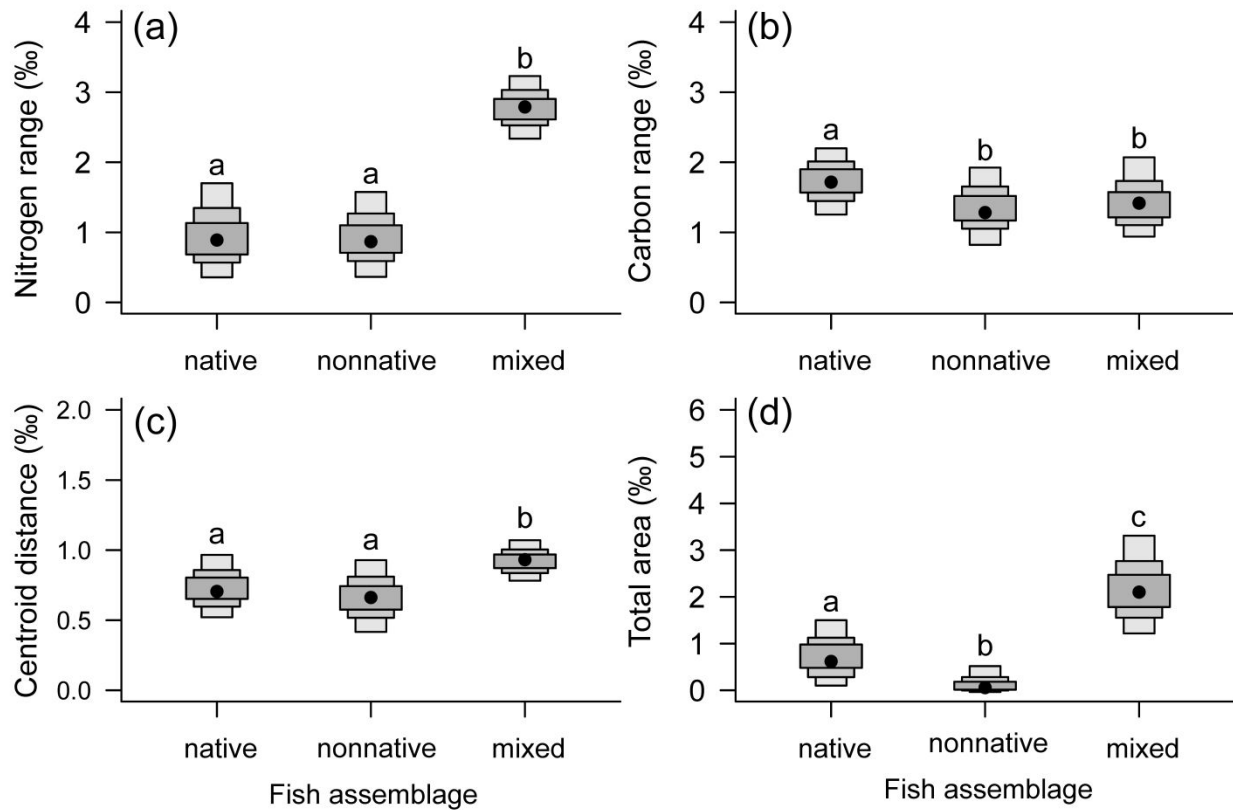 (a)
Nitrogen range (‰)
4
3
2
1
0
a
a
b
native
nonnative
mixed
(b)
Carbon range (‰)
4
3
2
1
0
a
b
b
native
nonnative
mixed
(c)
Centroid distance (‰)
2.0
1.5
1.0
0.5
0.0
a
a
b
native
nonnative
mixed
Fish assemblage
(d)
Total area (‰)
6
5
4
3
2
1
0
a
b
c
native
nonnative
mixed
Fish assemblage